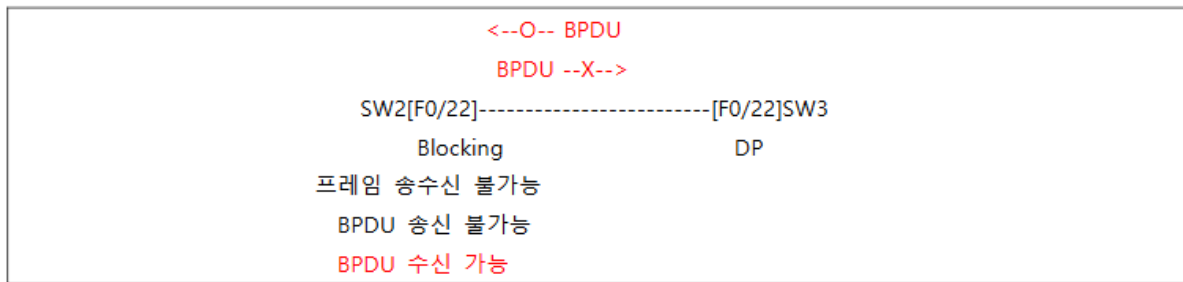 <--O-- BPDU
BPDU --X-->
SW2[F0/22]-------------------------[F0/22]SW3
Blocking DP
프레임 송수신 불가능
BPDU 송신 불가능
BPDU 수신 가능